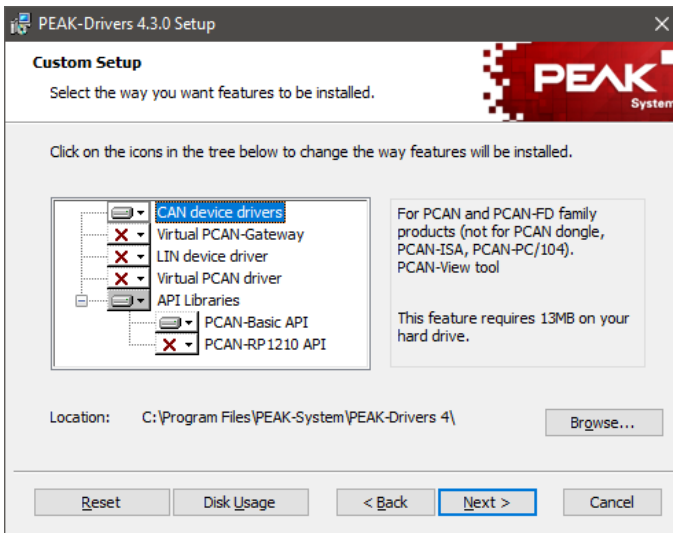 PEAK-Drivers 4.3.0 Setup
Custom Setup
Select the way you want features to be installed.
PEAK
System
Click on the icons in the tree below to change the way features will be installed.
CAN device drivers
Virtual PCAN-Gateway
LIN device driver
Virtual PCAN driver
API Libraries
PCAN-Basic API
PCAN-RP1210 API
For PCAN and PCAN-FD family
products (not for PCAN dongle,
PCAN-ISA, PCAN-PC/104).
PCAN-View tool
This feature requires 13MB on your
hard drive.
Location: C:\Program Files\PEAK-System\PEAK-Drivers 4\
Browse...
Reset Disk Usage < Back Next > Cancel